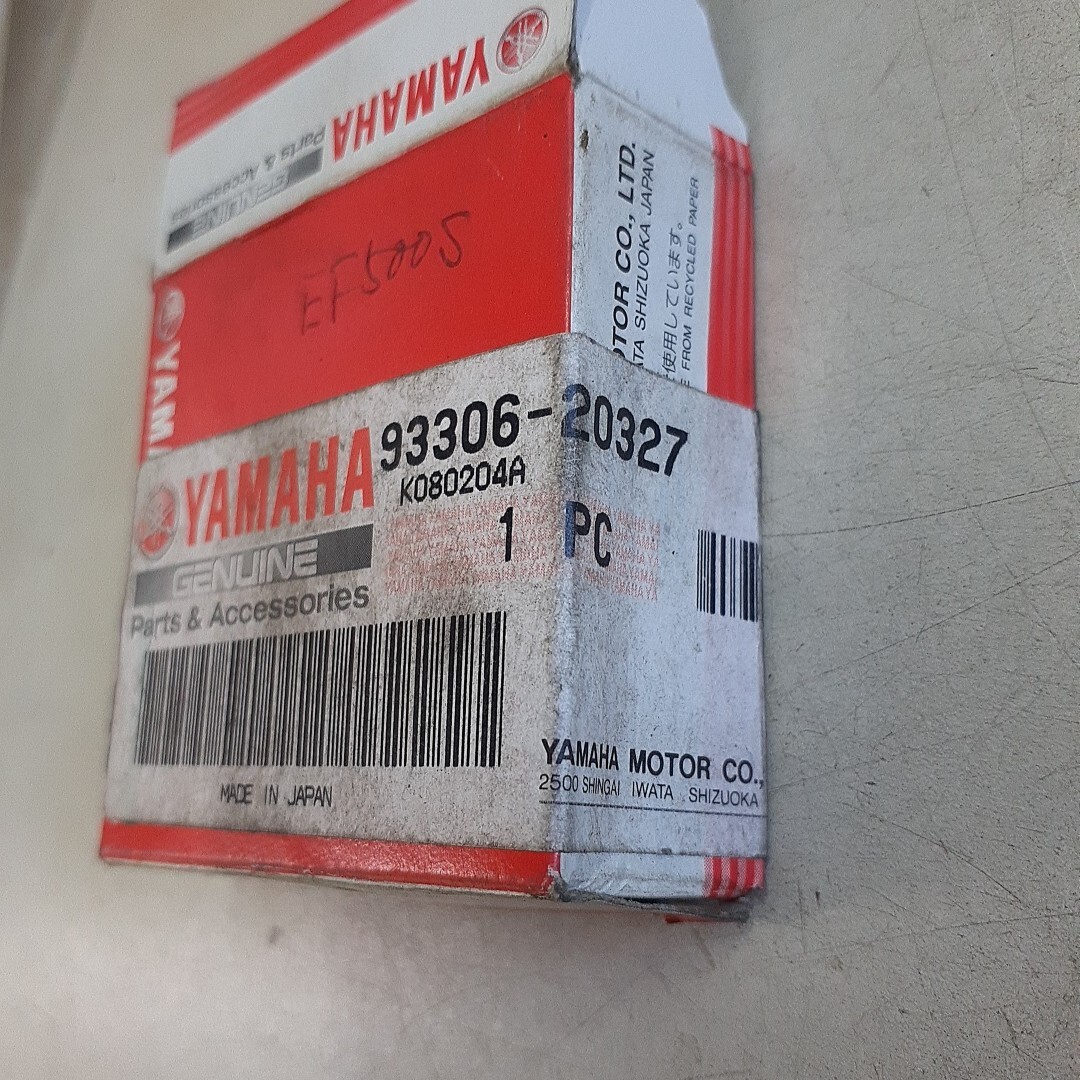 YAMAHA
GENUINE
Parts & Accessories
EF500S
YAMA
OTOR CO., LTD.
ATA SHIZUOKA JAPAN
使用しています。
E FROM RECYCLED PAPER
YAMAHA
GENUINE
Parts & Accessories
93306-20327
K080204A
1 PC
MADE IN JAPAN
YAMAHA MOTOR CO.,
2500 SHINGAI IWATA SHIZUOKA